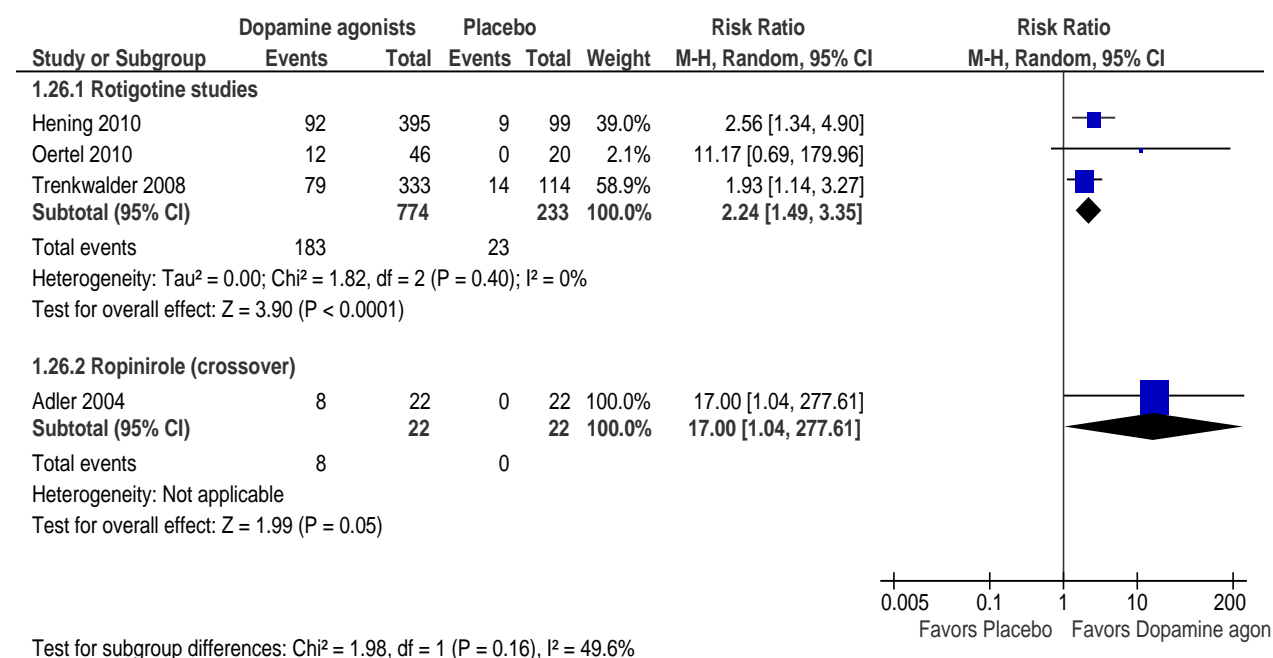 Dopamine agonists Placebo Risk Ratio Risk Ratio
Study or Subgroup Events Total Events Total Weight M-H, Random, 95% CI M-H, Random, 95% CI
1.26.1 Rotigotine studies
Hening 2010 92 395 9 99 39.0% 2.56 [1.34, 4.90]
Oertel 2010 12 46 0 20 2.1% 11.17 [0.69, 179.96]
Trenkwalder 2008 79 333 14 114 58.9% 1.93 [1.14, 3.27]
Subtotal (95% CI) 774 233 100.0% 2.24 [1.49, 3.35]
Total events 183 23
Heterogeneity: Tau² = 0.00; Chi² = 1.82, df = 2 (P = 0.40); I² = 0%
Test for overall effect: Z = 3.90 (P < 0.0001)
1.26.2 Ropinirole (crossover)
Adler 2004 8 22 0 22 100.0% 17.00 [1.04, 277.61]
Subtotal (95% CI) 22 22 100.0% 17.00 [1.04, 277.61]
Total events 8 0
Heterogeneity: Not applicable
Test for overall effect: Z = 1.99 (P = 0.05)
0.005 0.1 1 10 200
Favors Placebo Favors Dopamine agon
Test for subgroup differences: Chi² = 1.98, df = 1 (P = 0.16), I² = 49.6%